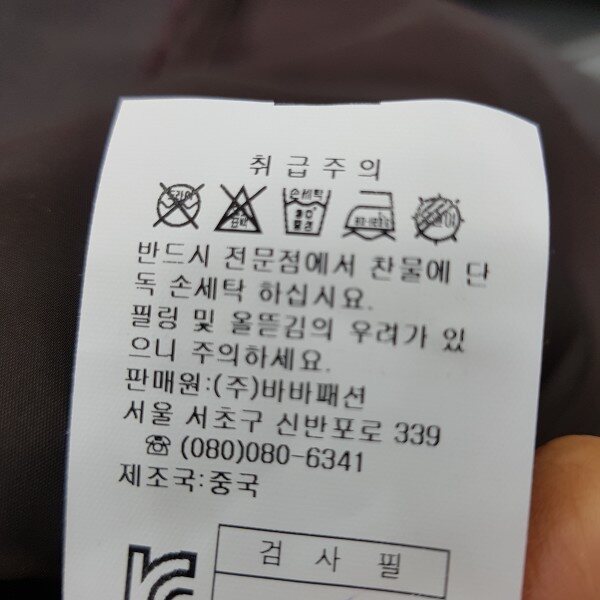 취급주의
손세탁
반드시 전문점에서 찬물에 단
독 손세탁 하십시요.
필링 및 올뜯김의 우려가 있
으니 주의하세요.
판매원:(주)바바패션
서울 서초구 신반포로 339
☏ (080)080-6341
제조국:중국
검 사 필